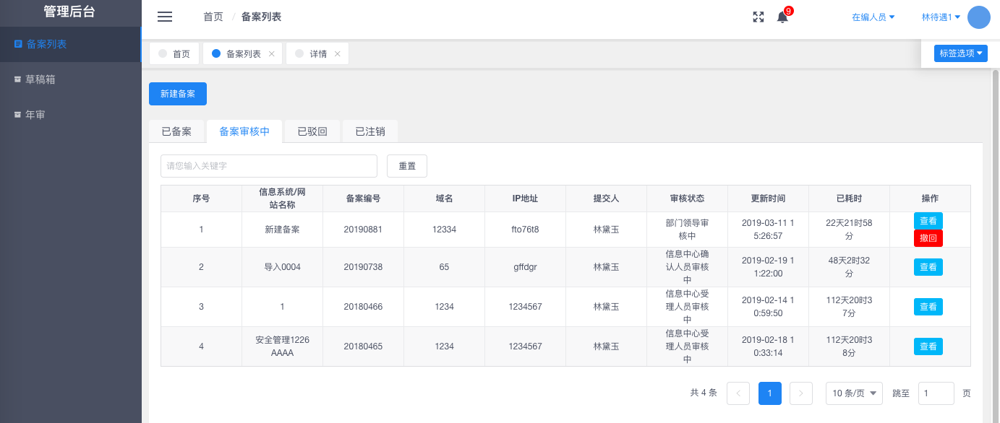 管理后台
首页 / 备案列表
9
在编人员
林待遇1
备案列表
草稿箱
年审
首页
备案列表
详情
标签选项
新建备案
已备案
备案审核中
已驳回
已注销
请您输入关键字
重置
序号 信息系统/网站名称 备案编号 域名 IP地址 提交人 审核状态 更新时间 已耗时 操作
1 新建备案 20190881 12334 fto76t8 林黛玉 部门领导审核中 2019-03-11 15:26:57 22天21时58分 查看 撤回
2 导入0004 20190738 65 gffdgr 林黛玉 信息中心确认人员审核中 2019-02-19 11:22:00 48天2时32分 查看
3 1 20180466 1234 1234567 林黛玉 信息中心受理人员审核中 2019-02-14 10:59:50 112天20时37分 查看
4 安全管理1226AAAA 20180465 1234 1234567 林黛玉 信息中心受理人员审核中 2019-02-18 10:33:14 112天20时38分 查看
共 4 条 1 10 条/页 跳至 1 页